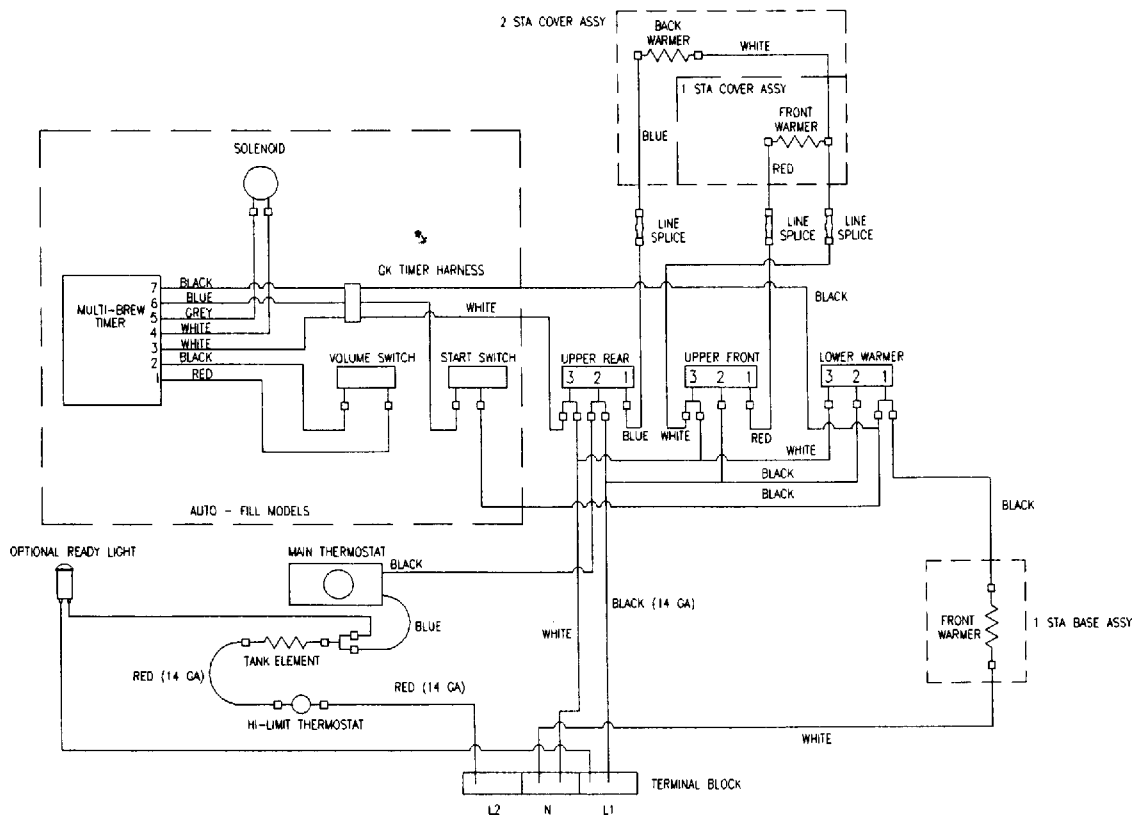 2 STA COVER ASSY
BACK
WARMER
WHITE
1 STA COVER ASSY
FRONT
WARMER
BLUE
RED
SOLENOID
LINE
SPLICE
LINE
SPLICE
LINE
SPLICE
GK TIMER HARNESS
MULTI-BREW
TIMER
7
BLACK
6
BLUE
5
GREY
4
WHITE
3
WHITE
2
BLACK
1
RED
WHITE
BLACK
VOLUME SWITCH
START SWITCH
UPPER REAR
3 2 1
UPPER FRONT
3 2 1
LOWER WARMER
3 2 1
BLUE
WHITE
RED
WHITE
BLACK
BLACK
BLACK
AUTO - FILL MODELS
OPTIONAL READY LIGHT
MAIN THERMOSTAT
BLACK
BLUE
WHITE
BLACK (14 GA)
FRONT
WARMER
1 STA BASE ASSY
TANK ELEMENT
RED (14 GA)
RED (14 GA)
HI-LIMIT THERMOSTAT
WHITE
TERMINAL BLOCK
L2 N L1